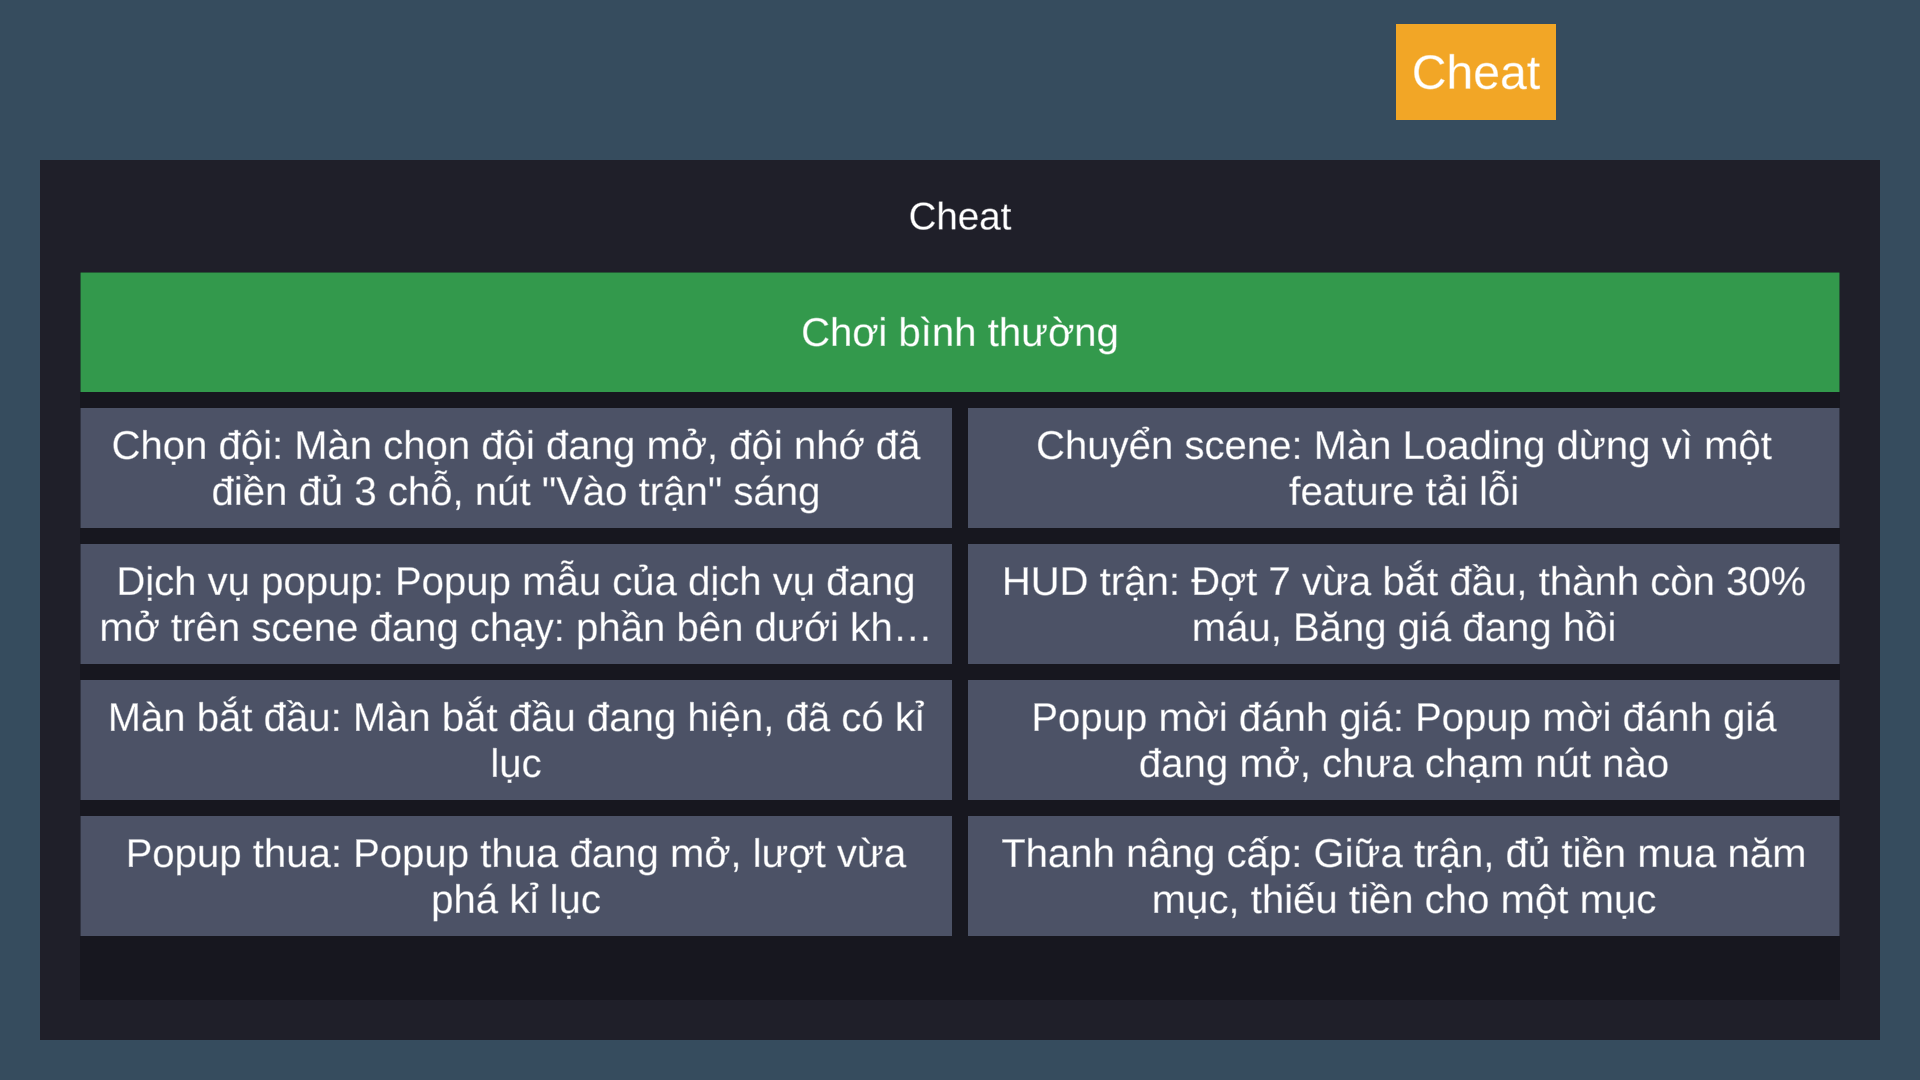 Cheat
Cheat
Chơi bình thường
Chọn đội: Màn chọn đội đang mở, đội nhớ đã
điền đủ 3 chỗ, nút "Vào trận" sáng
Chuyển scene: Màn Loading dừng vì một
feature tải lỗi
Dịch vụ popup: Popup mẫu của dịch vụ đang
mở trên scene đang chạy: phần bên dưới kh…
HUD trận: Đợt 7 vừa bắt đầu, thành còn 30%
máu, Băng giá đang hồi
Màn bắt đầu: Màn bắt đầu đang hiện, đã có kỉ
lục
Popup mời đánh giá: Popup mời đánh giá
đang mở, chưa chạm nút nào
Popup thua: Popup thua đang mở, lượt vừa
phá kỉ lục
Thanh nâng cấp: Giữa trận, đủ tiền mua năm
mục, thiếu tiền cho một mục